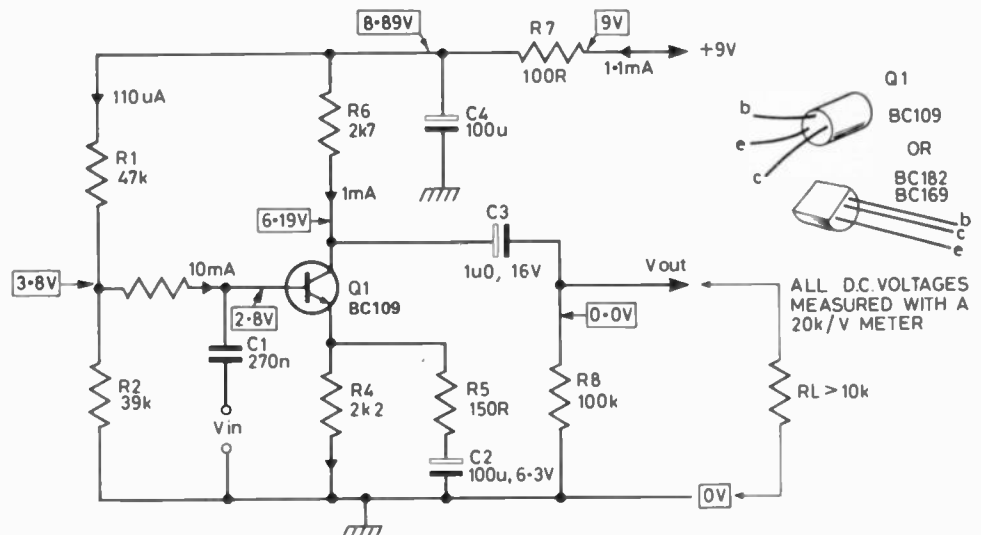 8·89V
R7
100R
9V
1·1mA
+9V
110uA
R6
2k7
C4
100u
Q1
BC109
OR
BC182
BC169
b
e
c
b
c
e
R1
47k
1mA
6·19V
C3
1u0, 16V
3·8V
10mA
2·8V
Q1
BC109
Vout
0·0V
ALL D.C. VOLTAGES
MEASURED WITH A
20k/V METER
C1
270n
R2
39k
Vin
R4
2k2
R5
150R
R8
100k
RL > 10k
C2
100u, 6·3V
0V